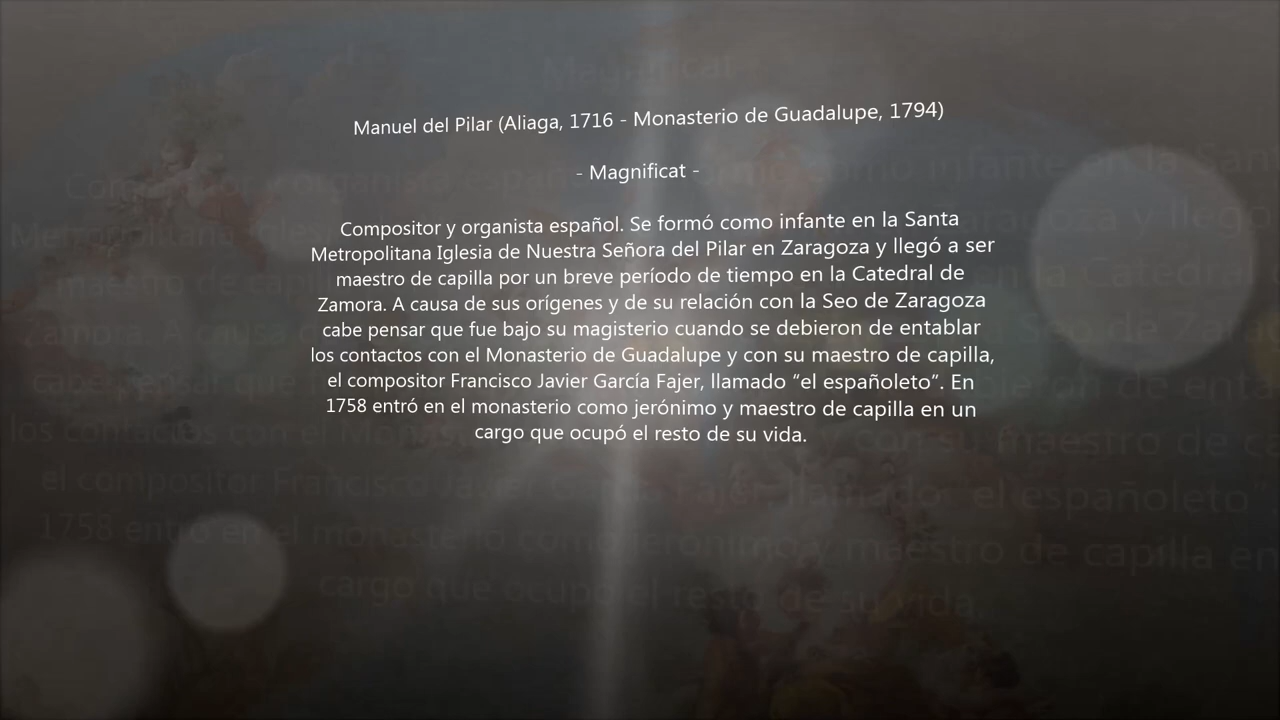 Manuel del Pilar (Aliaga, 1716 - Monasterio de Guadalupe, 1794)
- Magnificat -
Compositor y organista español. Se formó como infante en la Santa
Metropolitana Iglesia de Nuestra Señora del Pilar en Zaragoza y llegó a ser
maestro de capilla por un breve período de tiempo en la Catedral de
Zamora. A causa de sus orígenes y de su relación con la Seo de Zaragoza
cabe pensar que fue bajo su magisterio cuando se debieron de entablar
los contactos con el Monasterio de Guadalupe y con su maestro de capilla,
el compositor Francisco Javier García Fajer, llamado “el españoleto”. En
1758 entró en el monasterio como jerónimo y maestro de capilla en un
cargo que ocupó el resto de su vida.